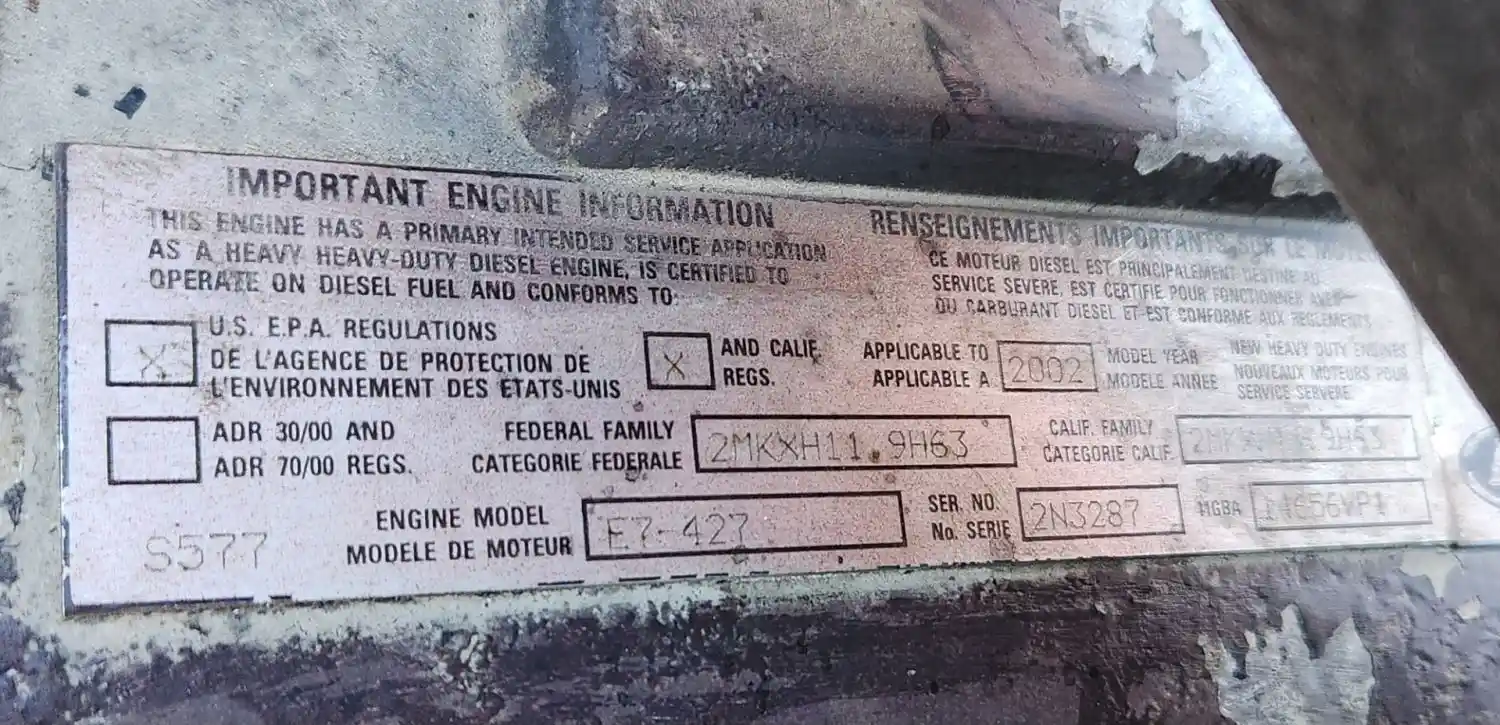 IMPORTANT ENGINE INFORMATION
THIS ENGINE HAS A PRIMARY INTENDED SERVICE APPLICATION
AS A HEAVY HEAVY-DUTY DIESEL ENGINE, IS CERTIFIED TO
OPERATE ON DIESEL FUEL AND CONFORMS TO:
RENSEIGNEMENTS IMPORTANTS SUR CE MOTEU
CE MOTEUR DIESEL EST PRINCIPALEMENT DESTINE AU
SERVICE SEVERE, EST CERTIFIE POUR FONCTIONNER AVEC
DU CARBURANT DIESEL ET EST CONFORME AUX REGLEMENTS
X
U.S. E.P.A. REGULATIONS
DE L'AGENCE DE PROTECTION DE
L'ENVIRONNEMENT DES ETATS-UNIS
X
AND CALIF.
REGS.
APPLICABLE TO
APPLICABLE A
2002
MODEL YEAR
MODELE ANNEE
NEW HEAVY DUTY ENGINES
NOUVEAUX MOTEURS POUR
SERVICE SERVERE
ADR 30/00 AND
ADR 70/00 REGS.
FEDERAL FAMILY
CATEGORIE FEDERALE
2MKXH11.9H63
CALIF. FAMILY
CATEGORIE CALIF.
S577
ENGINE MODEL
MODELE DE MOTEUR
E7-427
SER. NO.
No. SERIE
2N3287
MGBA